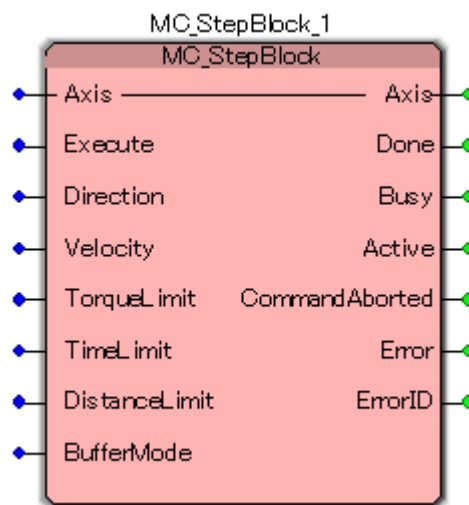 MC_StepBlock_1
MC_StepBlock
Axis Axis
Execute Done
Direction Busy
Velocity Active
TorqueLimit CommandAborted
TimeLimit Error
DistanceLimit ErrorID
BufferMode